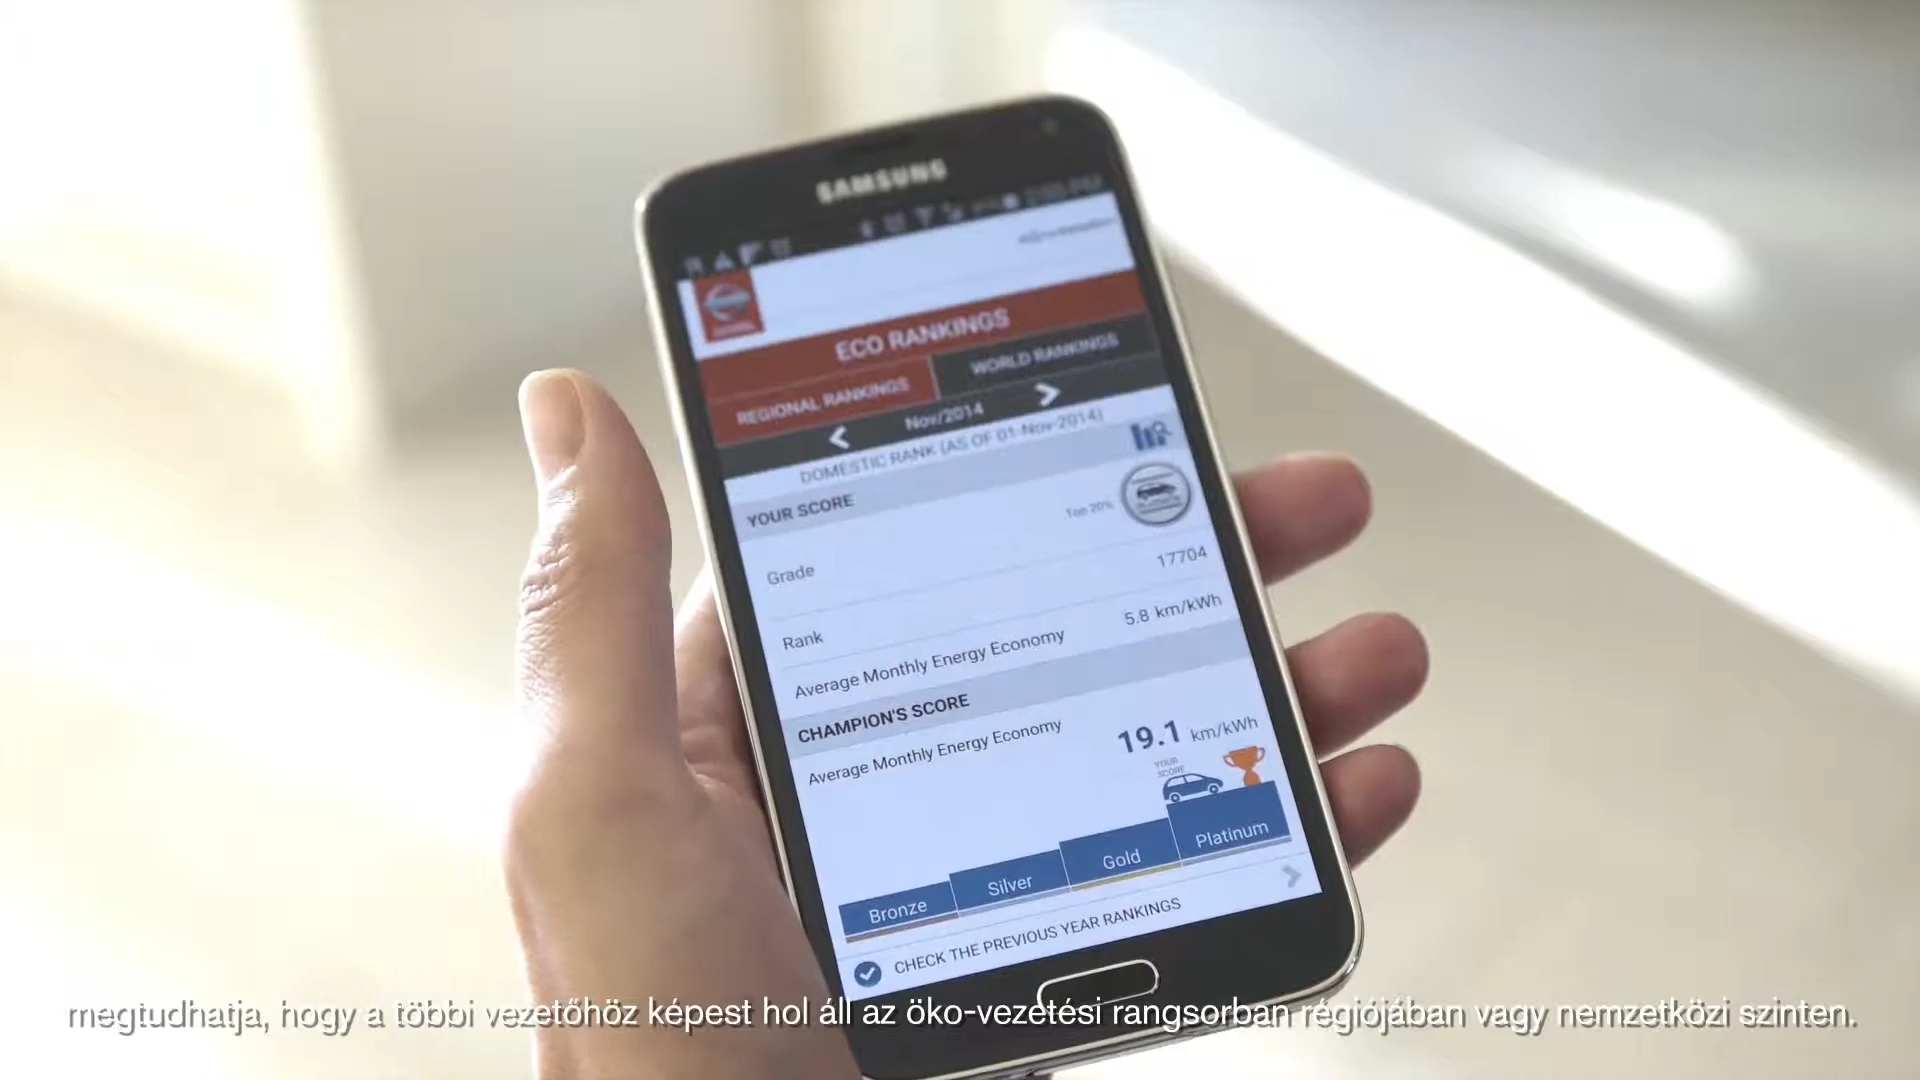 SAMSUNG
ECO RANKINGS
REGIONAL RANKINGS
WORLD RANKINGS
Nov/2014
DOMESTIC RANK (AS OF 01-Nov-2014)
YOUR SCORE
Top 20%
Grade
17704
Rank
5.8 km/kWh
Average Monthly Energy Economy
CHAMPION'S SCORE
19.1 km/kWh
Average Monthly Energy Economy
YOUR
SCORE
Bronze
Silver
Gold
Platinum
CHECK THE PREVIOUS YEAR RANKINGS
megtudhatja, hogy a többi vezetőhöz képest hol áll az öko-vezetési rangsorban régiójában vagy nemzetközi szinten.